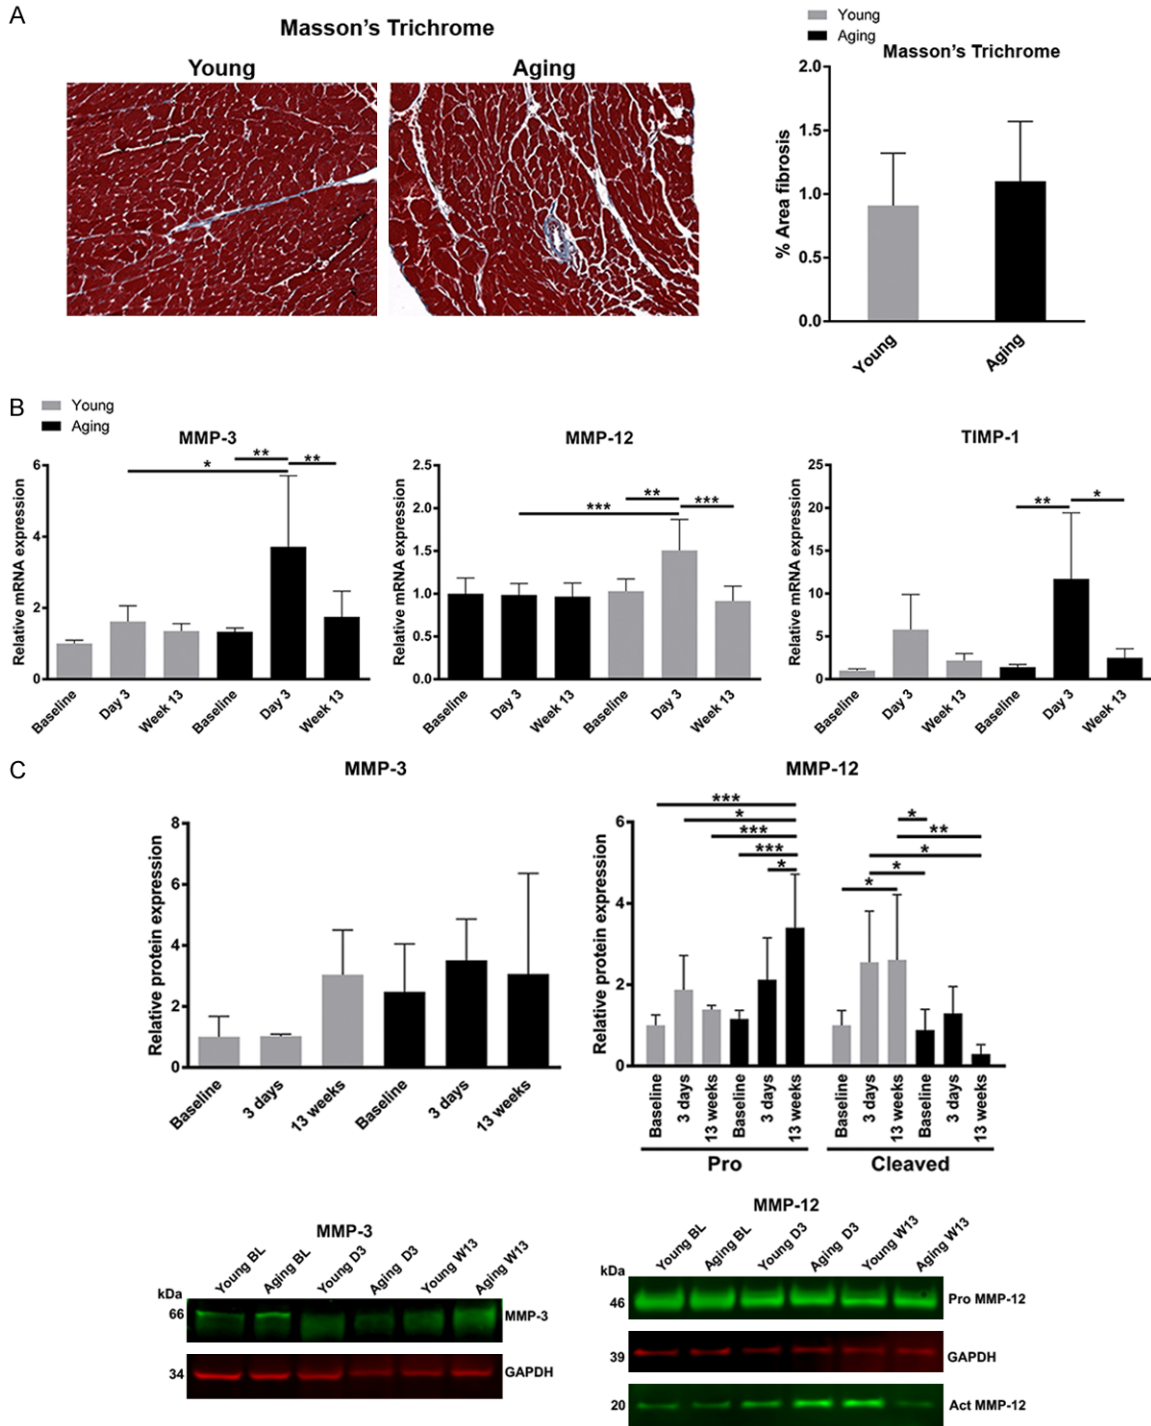 A
Masson's Trichrome
Young
Aging
Young
Aging
Masson's Trichrome
% Area fibrosis
2.0
1.5
1.0
0.5
0.0
Young
Aging
B
Young
Aging
MMP-3
Relative mRNA expression
6
4
2
0
* ** **
Baseline
Day 3
Week 13
Baseline
Day 3
Week 13
MMP-12
Relative mRNA expression
2.5
2.0
1.5
1.0
0.5
0.0
*** ** ***
Baseline
Day 3
Week 13
Baseline
Day 3
Week 13
TIMP-1
Relative mRNA expression
25
20
15
10
5
0
** *
Baseline
Day 3
Week 13
Baseline
Day 3
Week 13
C
MMP-3
Relative protein expression
8
6
4
2
0
Baseline
3 days
13 weeks
Baseline
3 days
13 weeks
MMP-12
Relative protein expression
6
4
2
0
***
*
***
***
*
*
**
*
*
*
Baseline
3 days
13 weeks
Baseline
3 days
13 weeks
Pro
Baseline
3 days
13 weeks
Baseline
3 days
13 weeks
Cleaved
MMP-3
Young BL
Aging BL
Young D3
Aging D3
Young W13
Aging W13
kDa
66
MMP-3
34
GAPDH
MMP-12
Young BL
Aging BL
Young D3
Aging D3
Young W13
Aging W13
kDa
46
Pro MMP-12
39
GAPDH
20
Act MMP-12